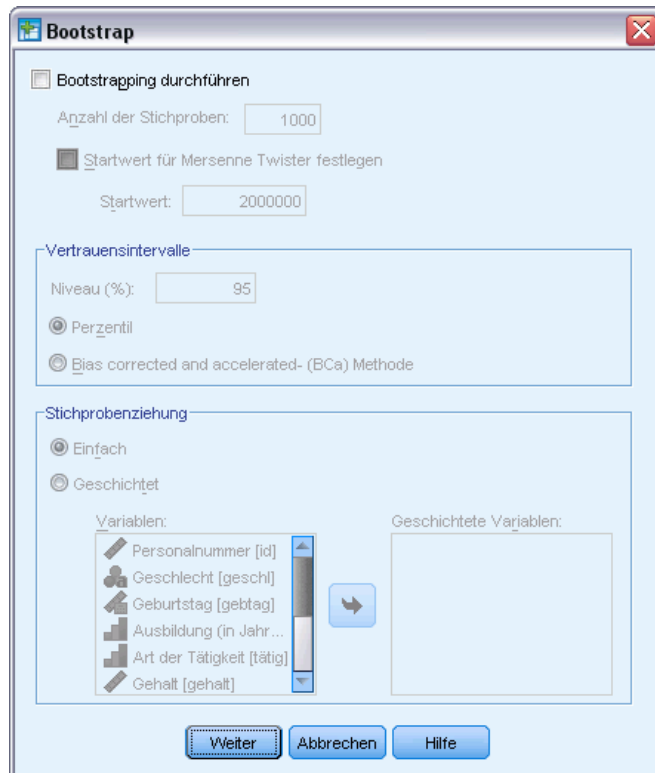 Bootstrap
Bootstrapping durchführen
Anzahl der Stichproben: 1000
Startwert für Mersenne Twister festlegen
Startwert: 2000000
Vertrauensintervalle
Niveau (%): 95
Perzentil
Bias corrected and accelerated- (BCa) Methode
Stichprobenziehung
Einfach
Geschichtet
Variablen:
Personalnummer [id]
Geschlecht [geschl]
Geburtstag [gebtag]
Ausbildung (in Jahr...
Art der Tätigkeit [tätig]
Gehalt [gehalt]
Geschichtete Variablen:
Weiter Abbrechen Hilfe